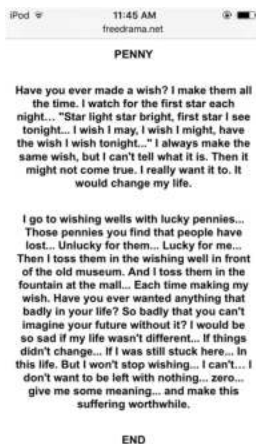 iPod
11:45 AM
freedrama.net
PENNY
Have you ever made a wish? I make them all
the time. I watch for the first star each
night... "Star light star bright, first star I see
tonight... I wish I may, I wish I might, have
the wish I wish tonight..." I always make the
same wish, but I can't tell what it is. Then it
might not come true. I really want it to. It
would change my life.
I go to wishing wells with lucky pennies...
Those pennies you find that people have
lost... Unlucky for them... Lucky for me...
Then I toss them in the wishing well in front
of the old museum. And I toss them in the
fountain at the mall... Each time making my
wish. Have you ever wanted anything that
badly in your life? So badly that you can't
imagine your future without it? I would be
so sad if my life wasn't different... If things
didn't change... If I was still stuck here... In
this life. But I won't stop wishing... I can't... I
don't want to be left with nothing... zero...
give me some meaning... and make this
suffering worthwhile.
END